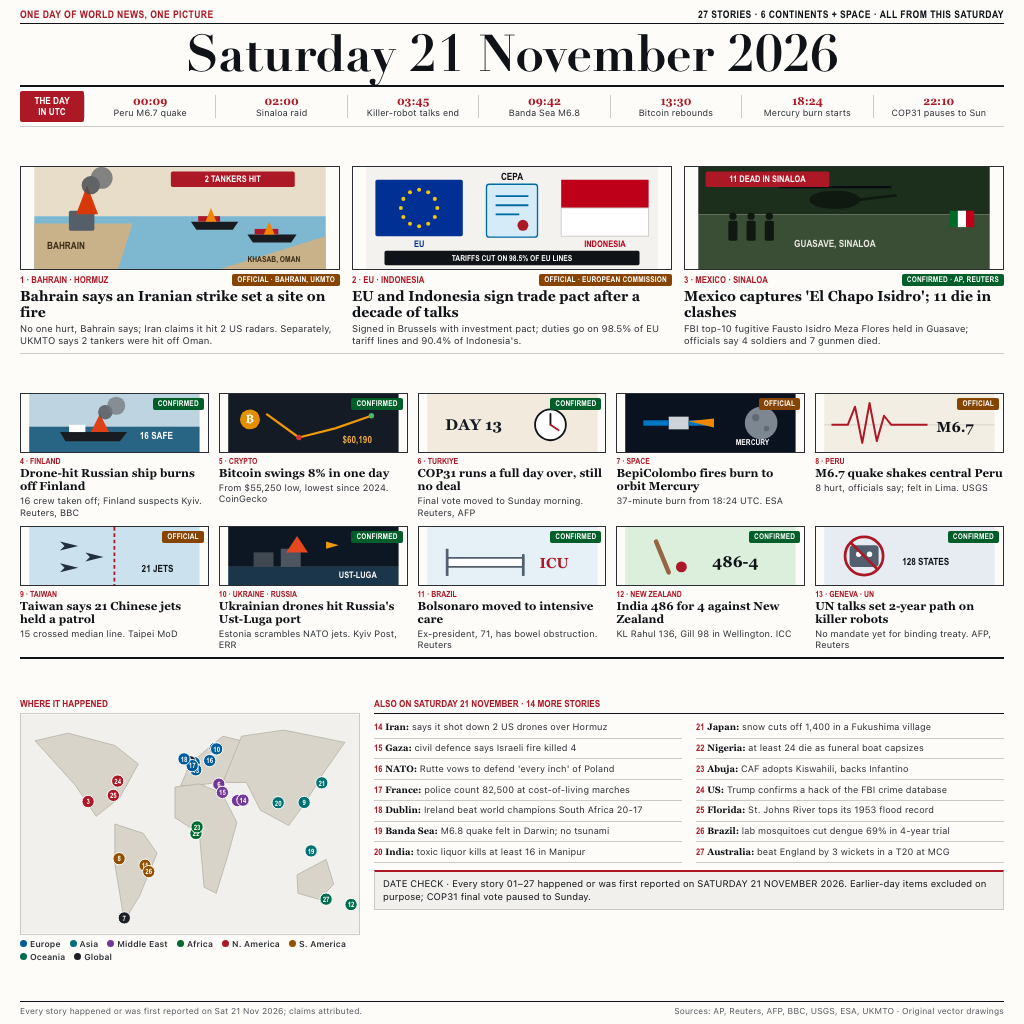 ONE DAY OF WORLD NEWS, ONE PICTURE
27 STORIES · 6 CONTINENTS + SPACE · ALL FROM THIS SATURDAY
Saturday 21 November 2026
THE DAY
IN UTC
00:09
Peru M6.7 quake
02:00
Sinaloa raid
03:45
Killer-robot talks end
09:42
Banda Sea M6.8
13:30
Bitcoin rebounds
18:24
Mercury burn starts
22:10
COP31 pauses to Sun
2 TANKERS HIT
BAHRAIN
KHASAB, OMAN
1 · BAHRAIN · HORMUZ
OFFICIAL · BAHRAIN, UKMTO
Bahrain says an Iranian strike set a site on
fire
No one hurt, Bahrain says; Iran claims it hit 2 US radars. Separately,
UKMTO says 2 tankers were hit off Oman.
CEPA
EU
INDONESIA
TARIFFS CUT ON 98.5% OF EU LINES
2 · EU · INDONESIA
OFFICIAL · EUROPEAN COMMISSION
EU and Indonesia sign trade pact after a
decade of talks
Signed in Brussels with investment pact; duties go on 98.5% of EU
tariff lines and 90.4% of Indonesia's.
11 DEAD IN SINALOA
GUASAVE, SINALOA
3 · MEXICO · SINALOA
CONFIRMED · AP, REUTERS
Mexico captures 'El Chapo Isidro'; 11 die in
clashes
FBI top-10 fugitive Fausto Isidro Meza Flores held in Guasave;
officials say 4 soldiers and 7 gunmen died.
CONFIRMED
16 SAFE
4 · FINLAND
Drone-hit Russian ship burns
off Finland
16 crew taken off; Finland suspects Kyiv.
Reuters, BBC
CONFIRMED
B
$60,190
5 · CRYPTO
Bitcoin swings 8% in one day
From $55,250 low, lowest since 2024.
CoinGecko
CONFIRMED
DAY 13
6 · TURKIYE
COP31 runs a full day over, still
no deal
Final vote moved to Sunday morning.
Reuters, AFP
OFFICIAL
MERCURY
7 · SPACE
BepiColombo fires burn to
orbit Mercury
37-minute burn from 18:24 UTC. ESA
OFFICIAL
M6.7
8 · PERU
M6.7 quake shakes central Peru
8 hurt, officials say; felt in Lima. USGS
OFFICIAL
21 JETS
9 · TAIWAN
Taiwan says 21 Chinese jets
held a patrol
15 crossed median line. Taipei MoD
CONFIRMED
UST-LUGA
10 · UKRAINE · RUSSIA
Ukrainian drones hit Russia's
Ust-Luga port
Estonia scrambles NATO jets. Kyiv Post,
ERR
CONFIRMED
ICU
11 · BRAZIL
Bolsonaro moved to intensive
care
Ex-president, 71, has bowel obstruction.
Reuters
CONFIRMED
486-4
12 · NEW ZEALAND
India 486 for 4 against New
Zealand
KL Rahul 136, Gill 98 in Wellington. ICC
CONFIRMED
128 STATES
13 · GENEVA · UN
UN talks set 2-year path on
killer robots
No mandate yet for binding treaty. AFP,
Reuters
WHERE IT HAPPENED
18
10
17
16
24
25
3
15
14
21
20
9
23
8
26
19
27
12
7
Europe
Asia
Middle East
Africa
N. America
S. America
Oceania
Global
ALSO ON SATURDAY 21 NOVEMBER · 14 MORE STORIES
14 Iran: says it shot down 2 US drones over Hormuz
15 Gaza: civil defence says Israeli fire killed 4
16 NATO: Rutte vows to defend 'every inch' of Poland
17 France: police count 82,500 at cost-of-living marches
18 Dublin: Ireland beat world champions South Africa 20-17
19 Banda Sea: M6.8 quake felt in Darwin; no tsunami
20 India: toxic liquor kills at least 16 in Manipur
21 Japan: snow cuts off 1,400 in a Fukushima village
22 Nigeria: at least 24 die as funeral boat capsizes
23 Abuja: CAF adopts Kiswahili, backs Infantino
24 US: Trump confirms a hack of the FBI crime database
25 Florida: St. Johns River tops its 1953 flood record
26 Brazil: lab mosquitoes cut dengue 69% in 4-year trial
27 Australia: beat England by 3 wickets in a T20 at MCG
DATE CHECK · Every story 01–27 happened or was first reported on SATURDAY 21 NOVEMBER 2026. Earlier-day items excluded on
purpose; COP31 final vote paused to Sunday.
Every story happened or was first reported on Sat 21 Nov 2026; claims attributed.
Sources: AP, Reuters, AFP, BBC, USGS, ESA, UKMTO · Original vector drawings